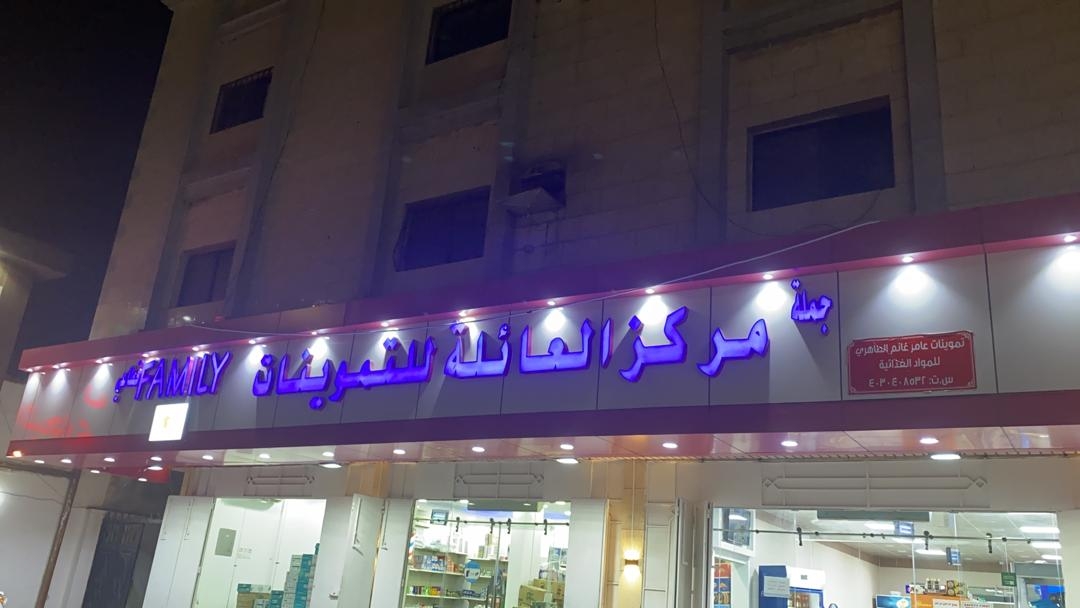 جملة
مركز العائلة للتموينات FAMILY
تموينات عامر غانم الظاهري
للمواد الغذائية
س.ت: ٤٠٣٠٤٠٨٥٣٢